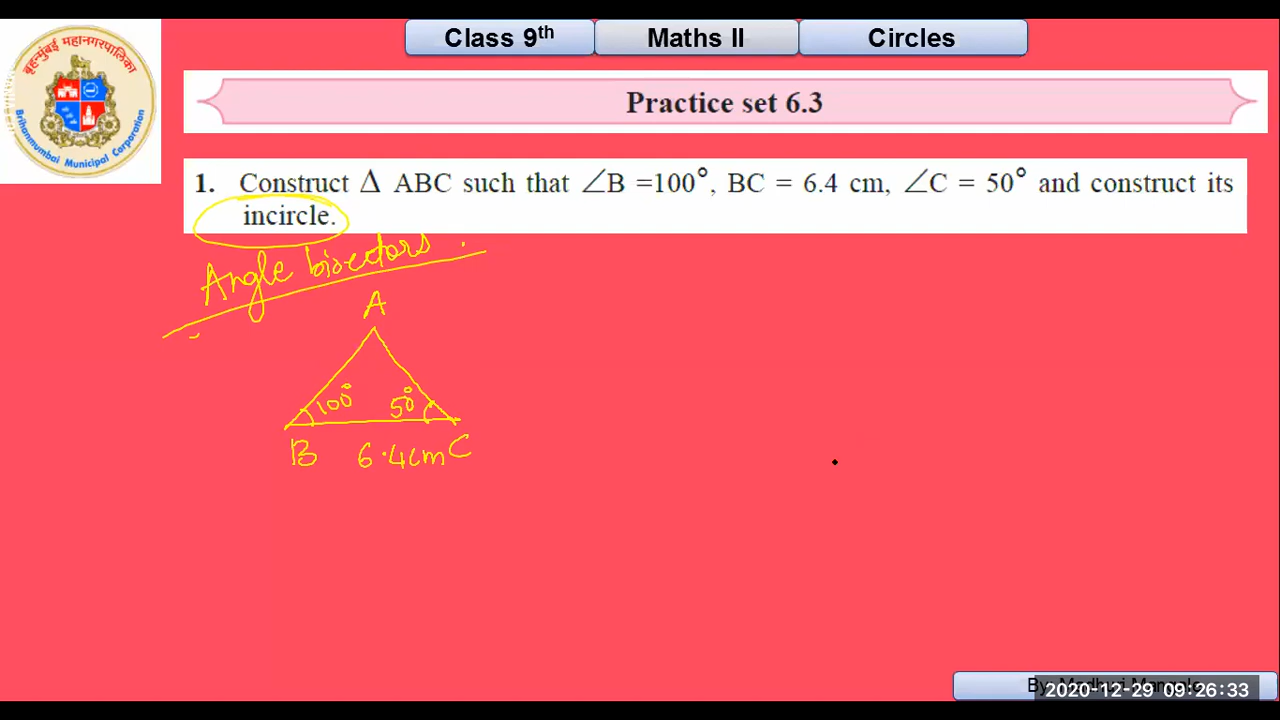 बृहन्मुंबई महानगरपालिका
Brihanmumbai Municipal Corporation
Class 9th
Maths II
Circles
Practice set 6.3
1. Construct Δ ABC such that ∠B =100°, BC = 6.4 cm, ∠C = 50° and construct its
incircle.
Angle bisectors.
A
100° 50°
B 6.4cm C
By
2020-12-29 09:26:33